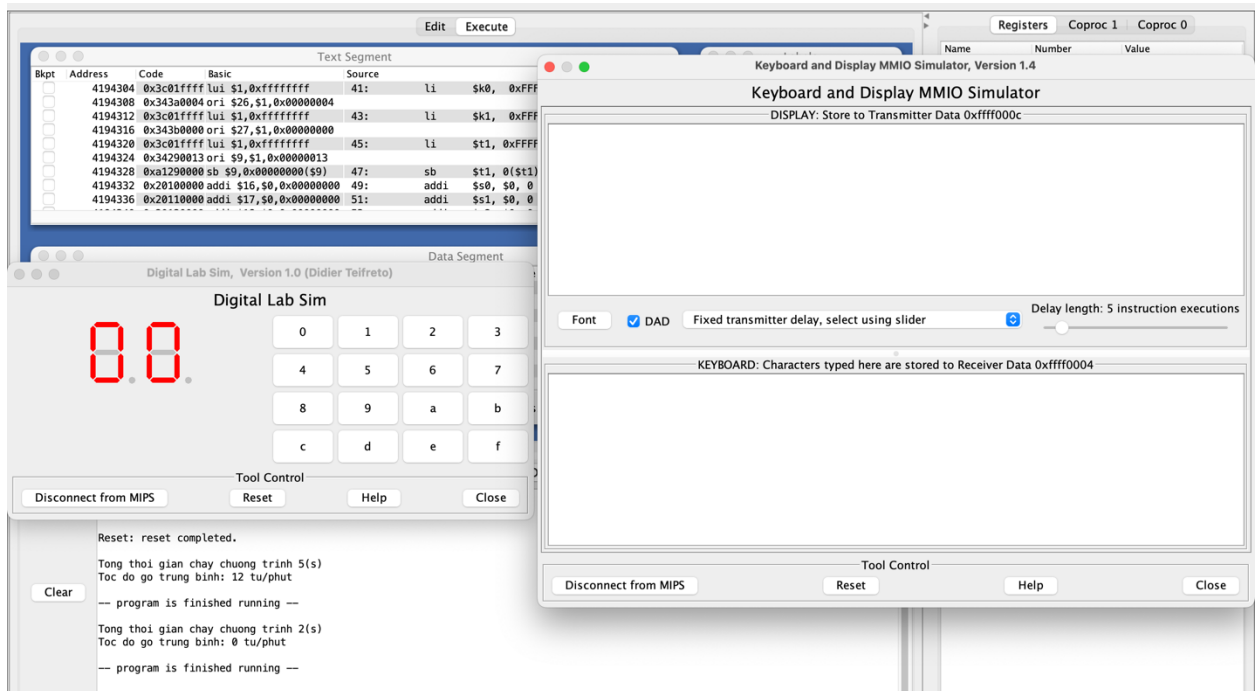 Edit Execute
Registers Coproc 1 Coproc 0
Name Number Value
Text Segment
Bkpt Address Code Basic Source
4194304 0x3c01ffff lui $1,0xffffffff 41: li $k0, 0xFFF
4194308 0x343a0004 ori $26,$1,0x00000004
4194312 0x3c01ffff lui $1,0xffffffff 43: li $k1, 0xFFF
4194316 0x343b0000 ori $27,$1,0x00000000
4194320 0x3c01ffff lui $1,0xffffffff 45: li $t1, 0xFFFF
4194324 0x34290013 ori $9,$1,0x00000013
4194328 0xa1290000 sb $9,0x00000000($9) 47: sb $t1, 0($t1)
4194332 0x20100000 addi $16,$0,0x00000000 49: addi $s0, $0, 0
4194336 0x20110000 addi $17,$0,0x00000000 51: addi $s1, $0, 0
Data Segment
Digital Lab Sim, Version 1.0 (Didier Teifreto)
Digital Lab Sim
00
0 1 2 3
4 5 6 7
8 9 a b
c d e f
Tool Control
Disconnect from MIPS Reset Help Close
Keyboard and Display MMIO Simulator, Version 1.4
Keyboard and Display MMIO Simulator
DISPLAY: Store to Transmitter Data 0xffff000c
Font DAD Fixed transmitter delay, select using slider Delay length: 5 instruction executions
KEYBOARD: Characters typed here are stored to Receiver Data 0xffff0004
Tool Control
Disconnect from MIPS Reset Help Close
Clear
Reset: reset completed.
Tong thoi gian chay chuong trinh 5(s)
Toc do go trung binh: 12 tu/phut
-- program is finished running --
Tong thoi gian chay chuong trinh 2(s)
Toc do go trung binh: 0 tu/phut
-- program is finished running --